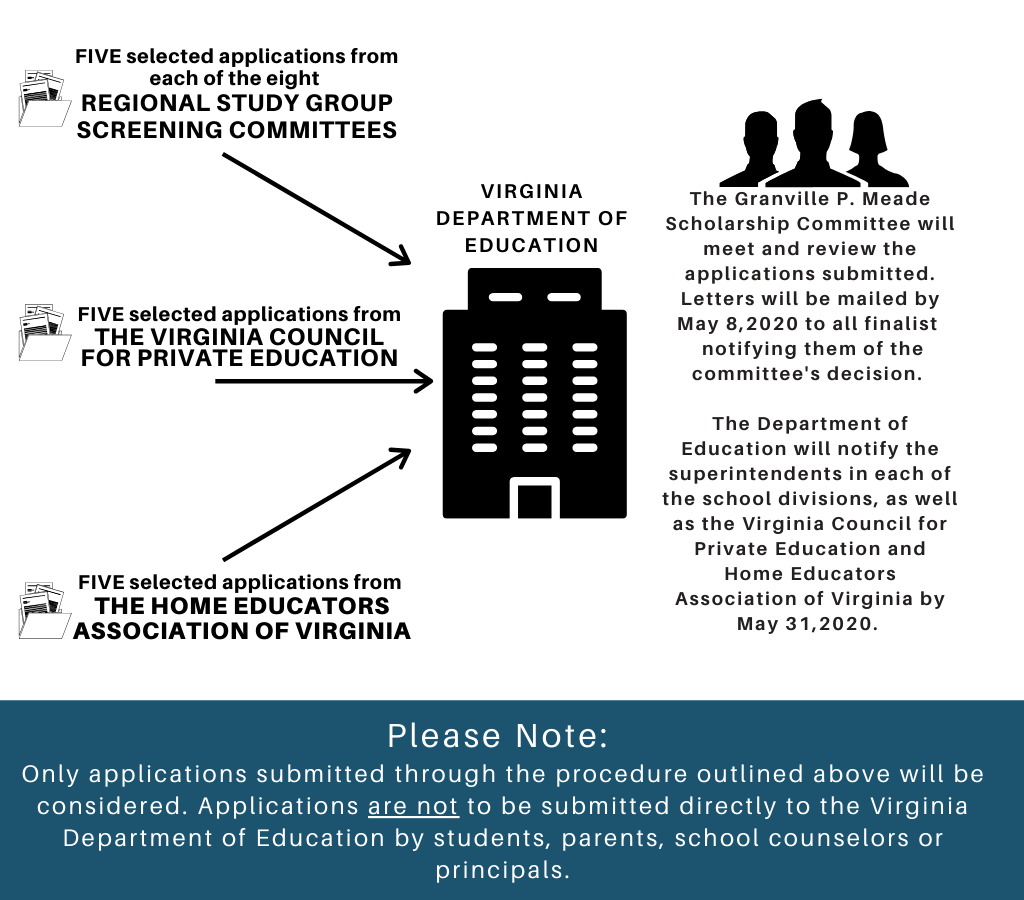 FIVE selected applications from
each of the eight
REGIONAL STUDY GROUP
SCREENING COMMITTEES
FIVE selected applications from
THE VIRGINIA COUNCIL
FOR PRIVATE EDUCATION
FIVE selected applications from
THE HOME EDUCATORS
ASSOCIATION OF VIRGINIA
VIRGINIA
DEPARTMENT OF
EDUCATION
The Granville P. Meade
Scholarship Committee will
meet and review the
applications submitted.
Letters will be mailed by
May 8,2020 to all finalist
notifying them of the
committee's decision.
The Department of
Education will notify the
superintendents in each of
the school divisions, as well
as the Virginia Council for
Private Education and
Home Educators
Association of Virginia by
May 31,2020.
Please Note:
Only applications submitted through the procedure outlined above will be
considered. Applications are not to be submitted directly to the Virginia
Department of Education by students, parents, school counselors or
principals.